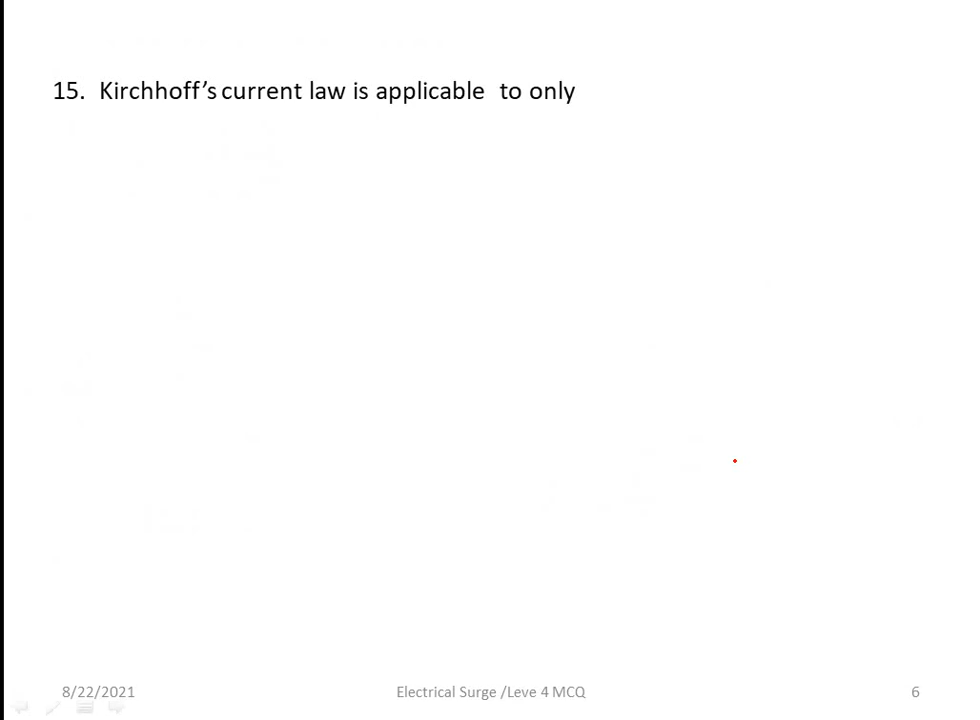 15. Kirchhoff’s current law is applicable to only
8/22/2021 Electrical Surge /Leve 4 MCQ 6